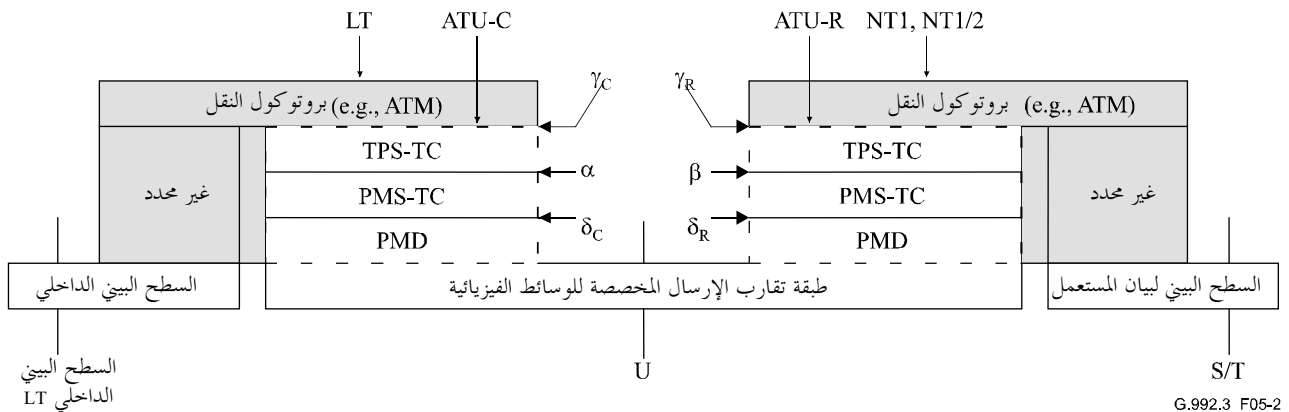 LT
ATU-C
ATU-R
NT1, NT1/2
γC
γR
بروتوكول النقل (e.g., ATM)
بروتوكول النقل (e.g., ATM)
TPS-TC
TPS-TC
α
β
غير محدد
PMS-TC
PMS-TC
غير محدد
δC
δR
PMD
PMD
السطح البيني الداخلي
طبقة تقارب الإرسال المخصصة للوسائط الفيزيائية
السطح البيني لبيان المستعمل
السطح البيني
الداخلي LT
U
S/T
G.992.3_F05-2